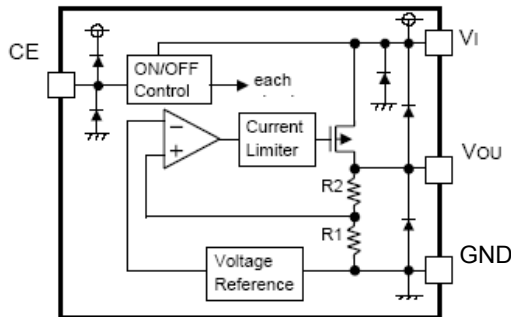 CE
VI
ON/OFF
Control
each
−
+
Current
Limiter
VOU
R2
R1
GND
Voltage
Reference